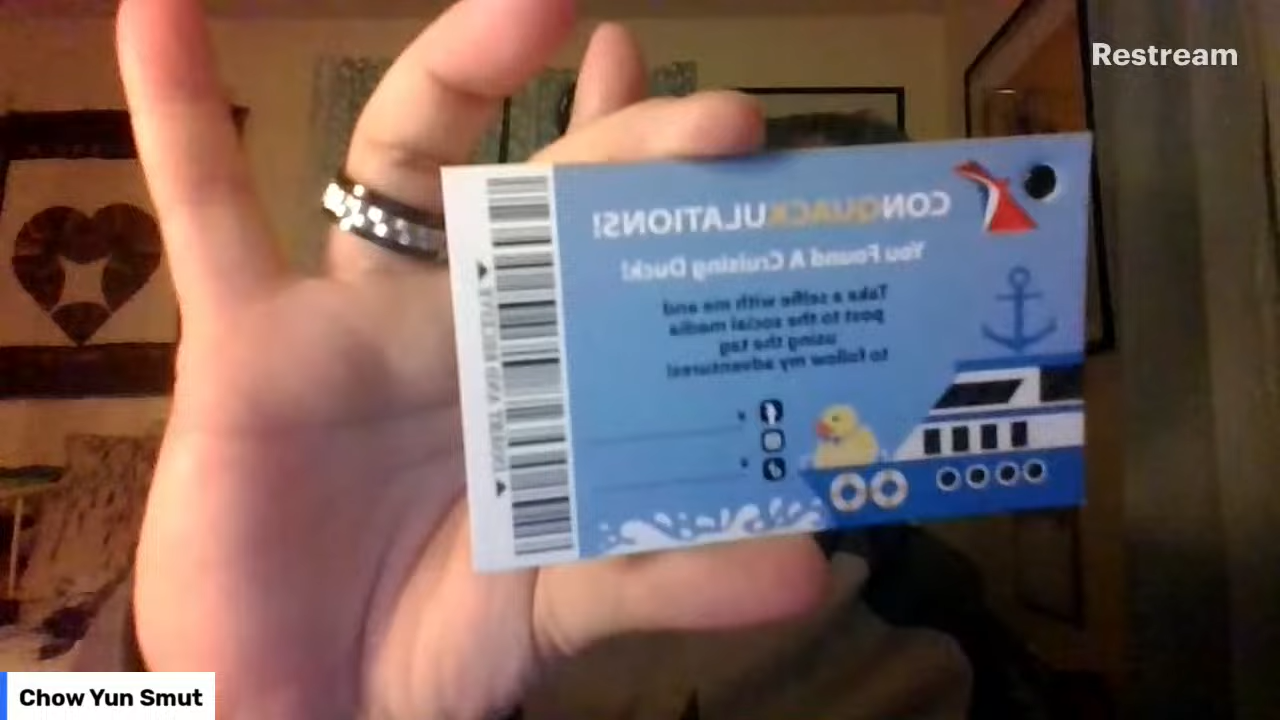 Restream
CONQUACKULATIONS!
You Found A Cruising Duck!
Take a selfie with me and
post to the social media
using the tag
to follow my adventures!
Chow Yun Smut